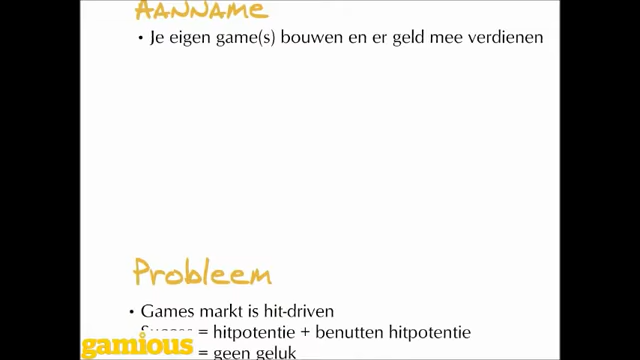 AANNAME
• Je eigen game(s) bouwen en er geld mee verdienen
Probleem
• Games markt is hit-driven
= hitpotentie + benutten hitpotentie
gamious = geen geluk